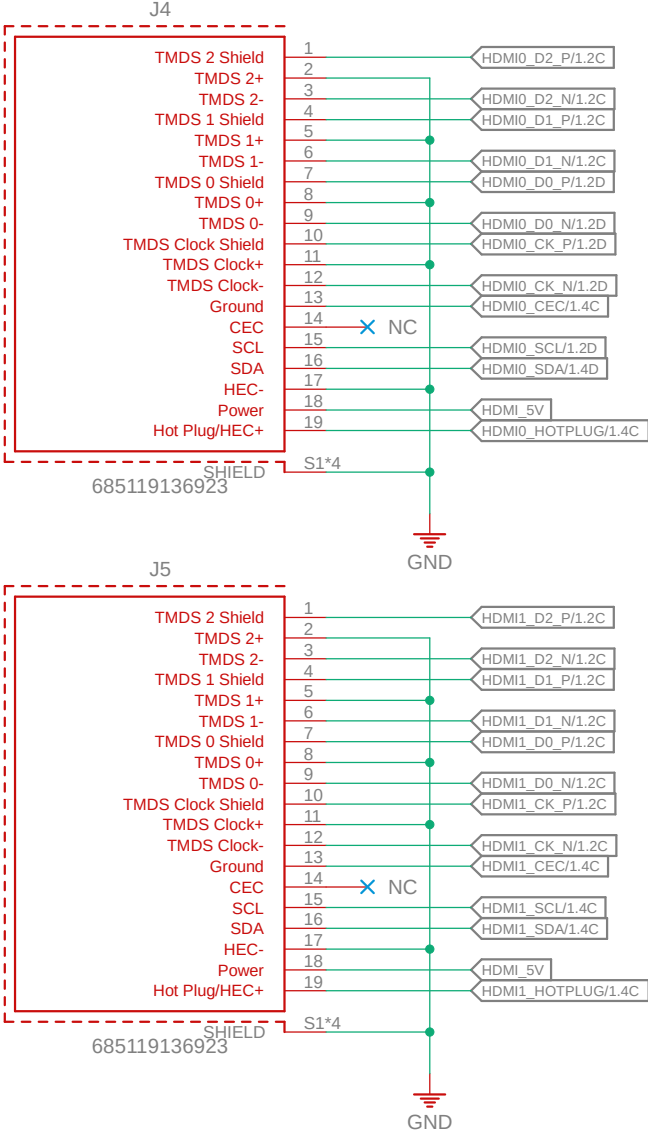 J4
TMDS 2 Shield 1 HDMI0_D2_P/1.2C
TMDS 2+ 2
TMDS 2- 3 HDMI0_D2_N/1.2C
TMDS 1 Shield 4 HDMI0_D1_P/1.2C
TMDS 1+ 5
TMDS 1- 6 HDMI0_D1_N/1.2C
TMDS 0 Shield 7 HDMI0_D0_P/1.2D
TMDS 0+ 8
TMDS 0- 9 HDMI0_D0_N/1.2D
TMDS Clock Shield 10 HDMI0_CK_P/1.2D
TMDS Clock+ 11
TMDS Clock- 12 HDMI0_CK_N/1.2D
Ground 13 HDMI0_CEC/1.4C
CEC 14 NC
SCL 15 HDMI0_SCL/1.2D
SDA 16 HDMI0_SDA/1.4D
HEC- 17
Power 18 HDMI_5V
Hot Plug/HEC+ 19 HDMI0_HOTPLUG/1.4C
SHIELD S1*4
685119136923
GND
J5
TMDS 2 Shield 1 HDMI1_D2_P/1.2C
TMDS 2+ 2
TMDS 2- 3 HDMI1_D2_N/1.2C
TMDS 1 Shield 4 HDMI1_D1_P/1.2C
TMDS 1+ 5
TMDS 1- 6 HDMI1_D1_N/1.2C
TMDS 0 Shield 7 HDMI1_D0_P/1.2C
TMDS 0+ 8
TMDS 0- 9 HDMI1_D0_N/1.2C
TMDS Clock Shield 10 HDMI1_CK_P/1.2C
TMDS Clock+ 11
TMDS Clock- 12 HDMI1_CK_N/1.2C
Ground 13 HDMI1_CEC/1.4C
CEC 14 NC
SCL 15 HDMI1_SCL/1.4C
SDA 16 HDMI1_SDA/1.4C
HEC- 17
Power 18 HDMI_5V
Hot Plug/HEC+ 19 HDMI1_HOTPLUG/1.4C
SHIELD S1*4
685119136923
GND